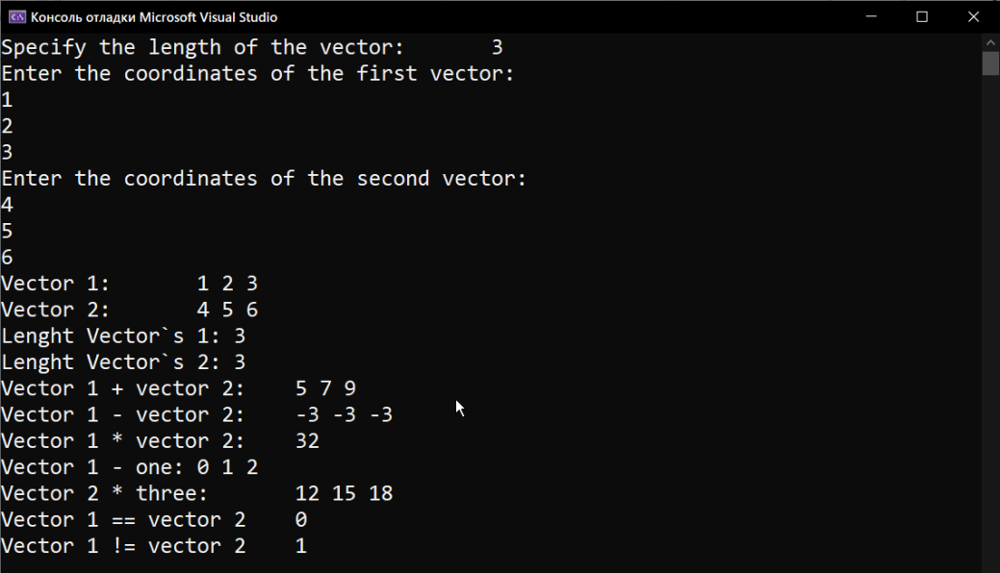 Консоль отладки Microsoft Visual Studio
Specify the length of the vector:       3
Enter the coordinates of the first vector:
1
2
3
Enter the coordinates of the second vector:
4
5
6
Vector 1:       1 2 3
Vector 2:       4 5 6
Lenght Vector`s 1: 3
Lenght Vector`s 2: 3
Vector 1 + vector 2:    5 7 9
Vector 1 - vector 2:    -3 -3 -3
Vector 1 * vector 2:    32
Vector 1 - one: 0 1 2
Vector 2 * three:       12 15 18
Vector 1 == vector 2    0
Vector 1 != vector 2    1